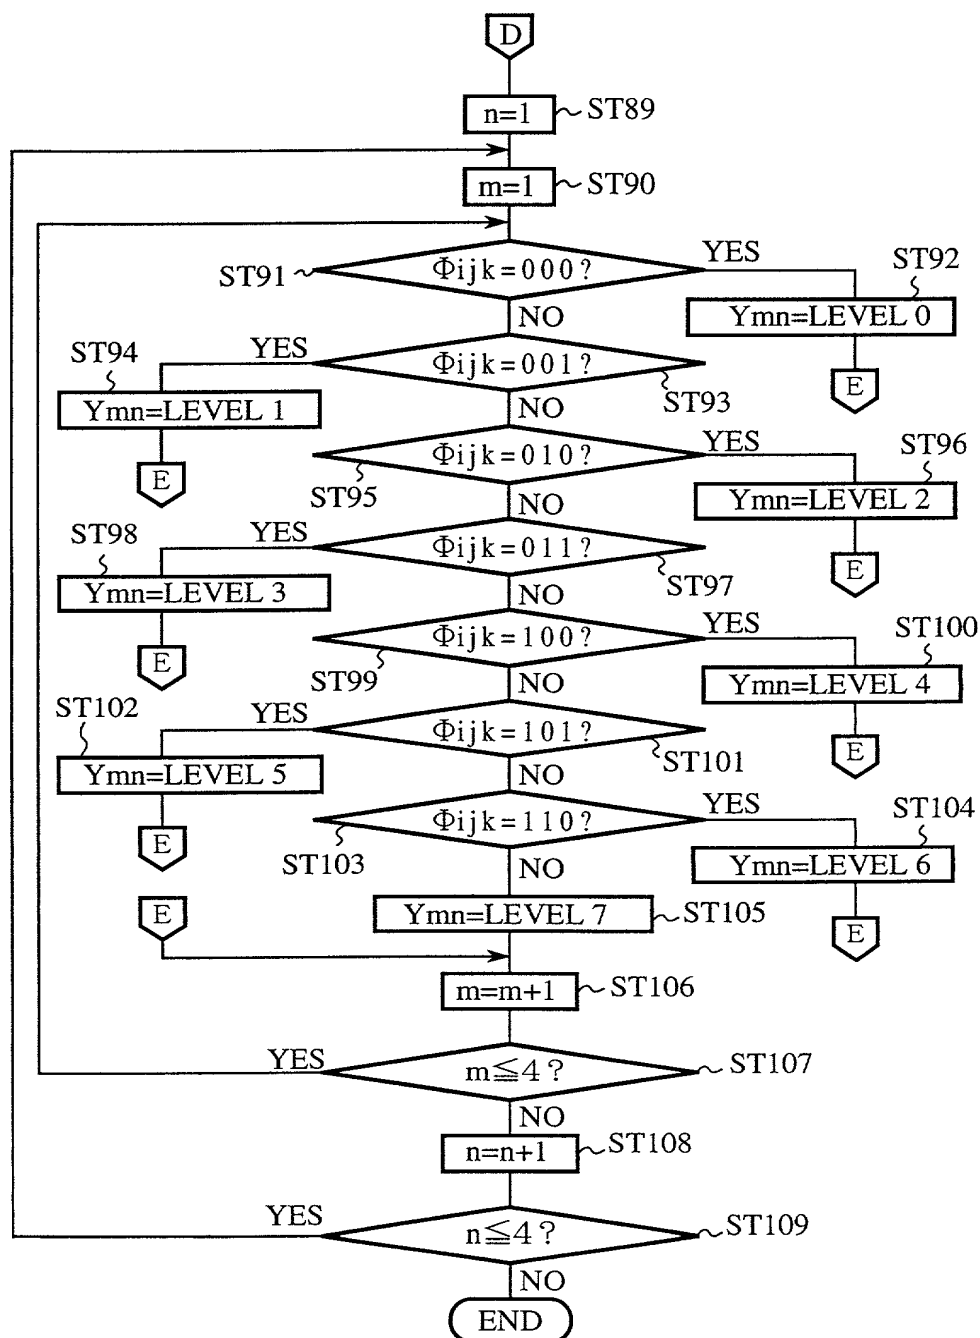 D
n=1 ST89
m=1 ST90
ST91 Φijk=000? YES ST92
Ymn=LEVEL 0
NO
E
ST94 YES Φijk=001? ST93
Ymn=LEVEL 1
NO
E
ST95 Φijk=010? YES ST96
Ymn=LEVEL 2
NO
E
ST98 YES Φijk=011? ST97
Ymn=LEVEL 3
NO
E
ST99 Φijk=100? YES ST100
Ymn=LEVEL 4
NO
E
ST102 YES Φijk=101? ST101
Ymn=LEVEL 5
NO
E
ST103 Φijk=110? YES ST104
Ymn=LEVEL 6
NO
E
E
Ymn=LEVEL 7 ST105
m=m+1 ST106
YES m≦4? ST107
NO
n=n+1 ST108
YES n≦4? ST109
NO
END